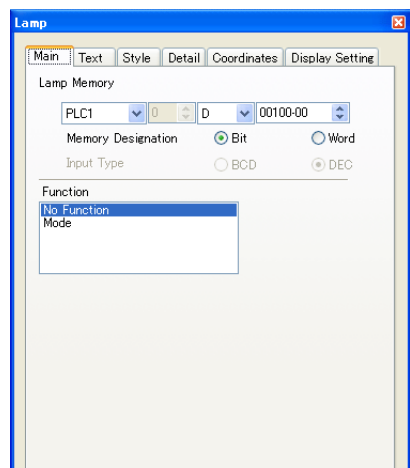 Lamp
Main Text Style Detail Coordinates Display Setting
Lamp Memory
PLC1 0 D 00100-00
Memory Designation Bit Word
Input Type BCD DEC
Function
No Function
Mode